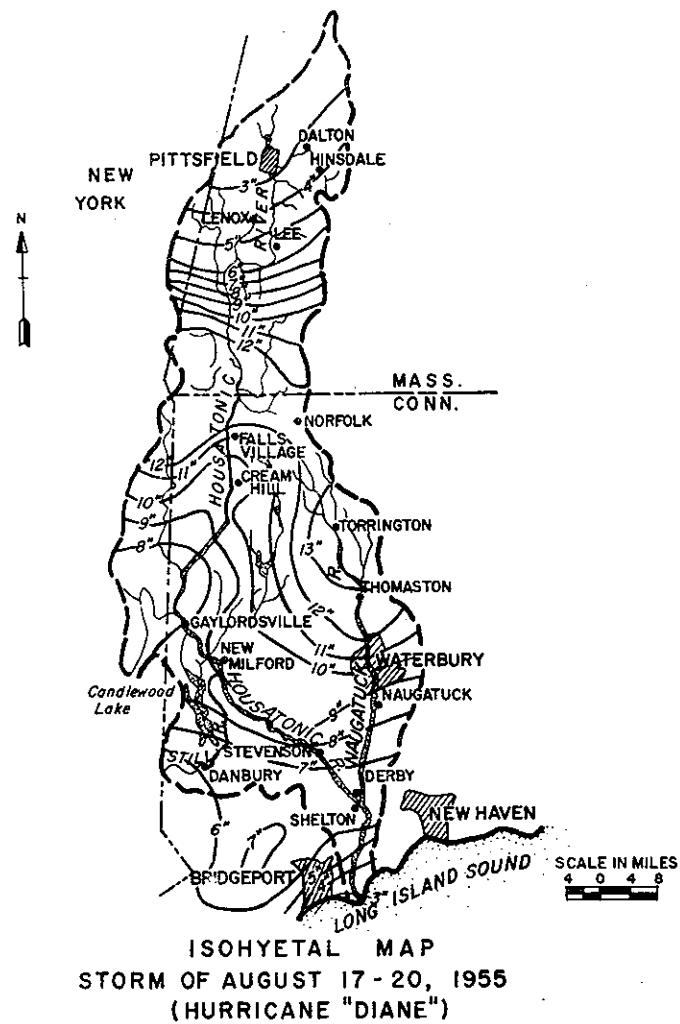 DALTON
PITTSFIELD
HINSDALE
NEW
YORK
3"
4"
N
LENOX
RIVER
LEE
5"
6"
7"
8"
9"
10"
11"
12"
MASS.
CONN.
HOUSATONIC
NORFOLK
FALLS
VILLAGE
12"
11"
CREAM
HILL
10"
9"
8"
TORRINGTON
13"
R
THOMASTON
12"
GAYLORDSVILLE
11"
10"
NEW
MILFORD
WATERBURY
Candlewood
Lake
HOUSATONIC
NAUGATUCK
NAUGATUCK
9"
8"
STILL
R.
STEVENSON
7"
DANBURY
DERBY
SHELTON
NEW HAVEN
6"
7"
BRIDGEPORT
5"
3"
LONG ISLAND SOUND
SCALE IN MILES
4 0 4 8
ISOHYETAL MAP
STORM OF AUGUST 17-20, 1955
(HURRICANE "DIANE")